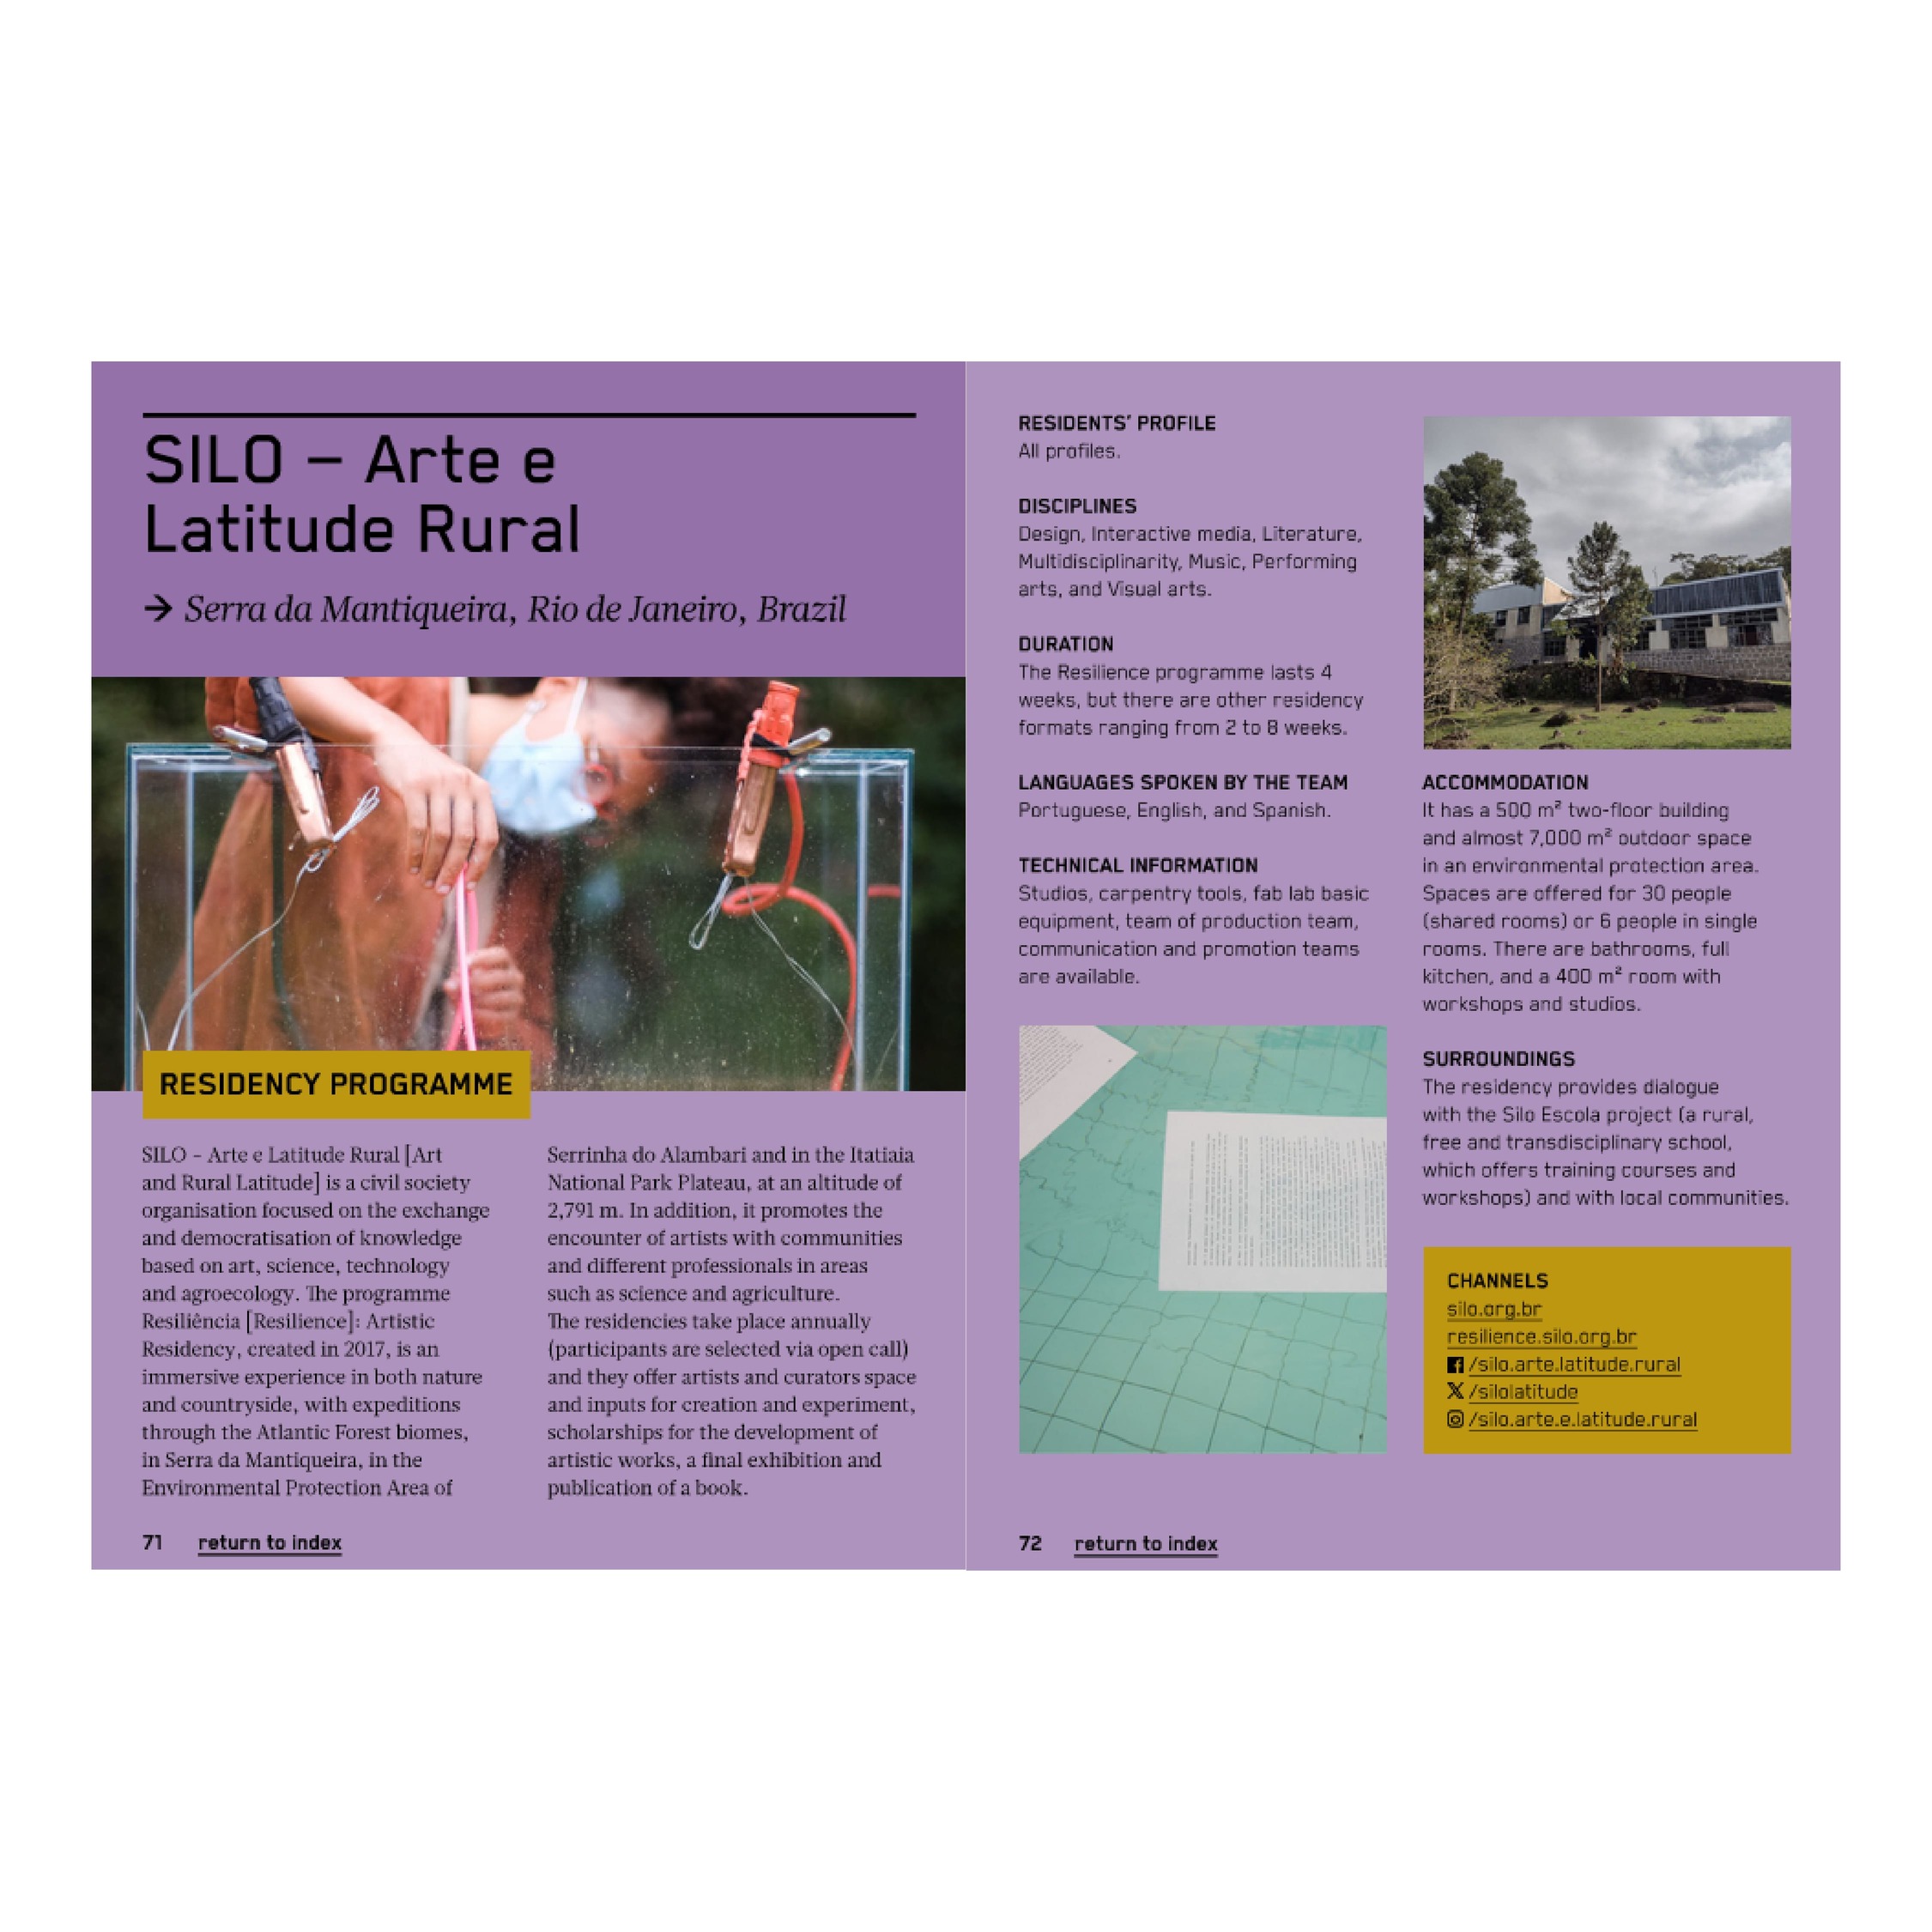 SILO – Arte e
Latitude Rural
→ Serra da Mantiqueira, Rio de Janeiro, Brazil
RESIDENCY PROGRAMME
SILO – Arte e Latitude Rural [Art
and Rural Latitude] is a civil society
organisation focused on the exchange
and democratisation of knowledge
based on art, science, technology
and agroecology. The programme
Resiliência [Resilience]: Artistic
Residency, created in 2017, is an
immersive experience in both nature
and countryside, with expeditions
through the Atlantic Forest biomes,
in Serra da Mantiqueira, in the
Environmental Protection Area of
Serrinha do Alambari and in the Itatiaia
National Park Plateau, at an altitude of
2,791 m. In addition, it promotes the
encounter of artists with communities
and different professionals in areas
such as science and agriculture.
The residencies take place annually
(participants are selected via open call)
and they offer artists and curators space
and inputs for creation and experiment,
scholarships for the development of
artistic works, a final exhibition and
publication of a book.
71 return to index
RESIDENTS' PROFILE
All profiles.
DISCIPLINES
Design, Interactive media, Literature,
Multidisciplinarity, Music, Performing
arts, and Visual arts.
DURATION
The Resilience programme lasts 4
weeks, but there are other residency
formats ranging from 2 to 8 weeks.
LANGUAGES SPOKEN BY THE TEAM
Portuguese, English, and Spanish.
TECHNICAL INFORMATION
Studios, carpentry tools, fab lab basic
equipment, team of production team,
communication and promotion teams
are available.
ACCOMMODATION
It has a 500 m² two-floor building
and almost 7,000 m² outdoor space
in an environmental protection area.
Spaces are offered for 30 people
(shared rooms) or 6 people in single
rooms. There are bathrooms, full
kitchen, and a 400 m² room with
workshops and studios.
SURROUNDINGS
The residency provides dialogue
with the Silo Escola project (a rural,
free and transdisciplinary school,
which offers training courses and
workshops) and with local communities.
CHANNELS
silo.org.br
resilience.silo.org.br
/silo.arte.latitude.rural
/silolatitude
/silo.arte.e.latitude.rural
72 return to index